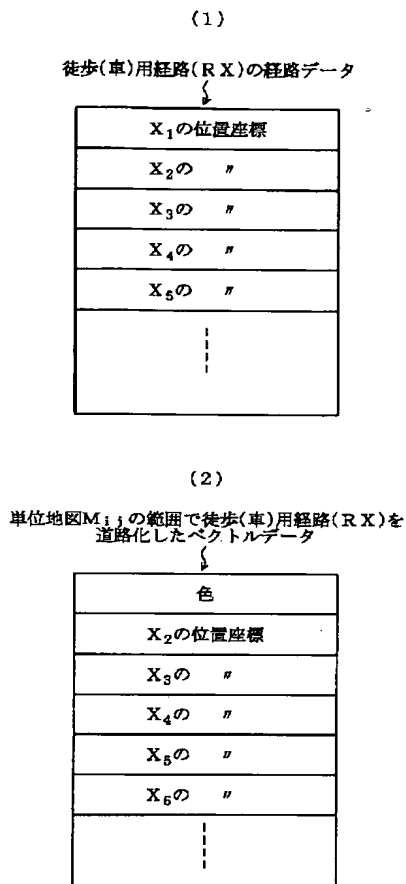 (1)
徒歩(車)用経路(RX)の経路データ
X₁の位置座標
X₂の 〃
X₃の 〃
X₄の 〃
X₅の 〃
(2)
単位地図Mᵢⱼの範囲で徒歩(車)用経路(RX)を
道路化したベクトルデータ
色
X₂の位置座標
X₃の 〃
X₄の 〃
X₅の 〃
X₆の 〃